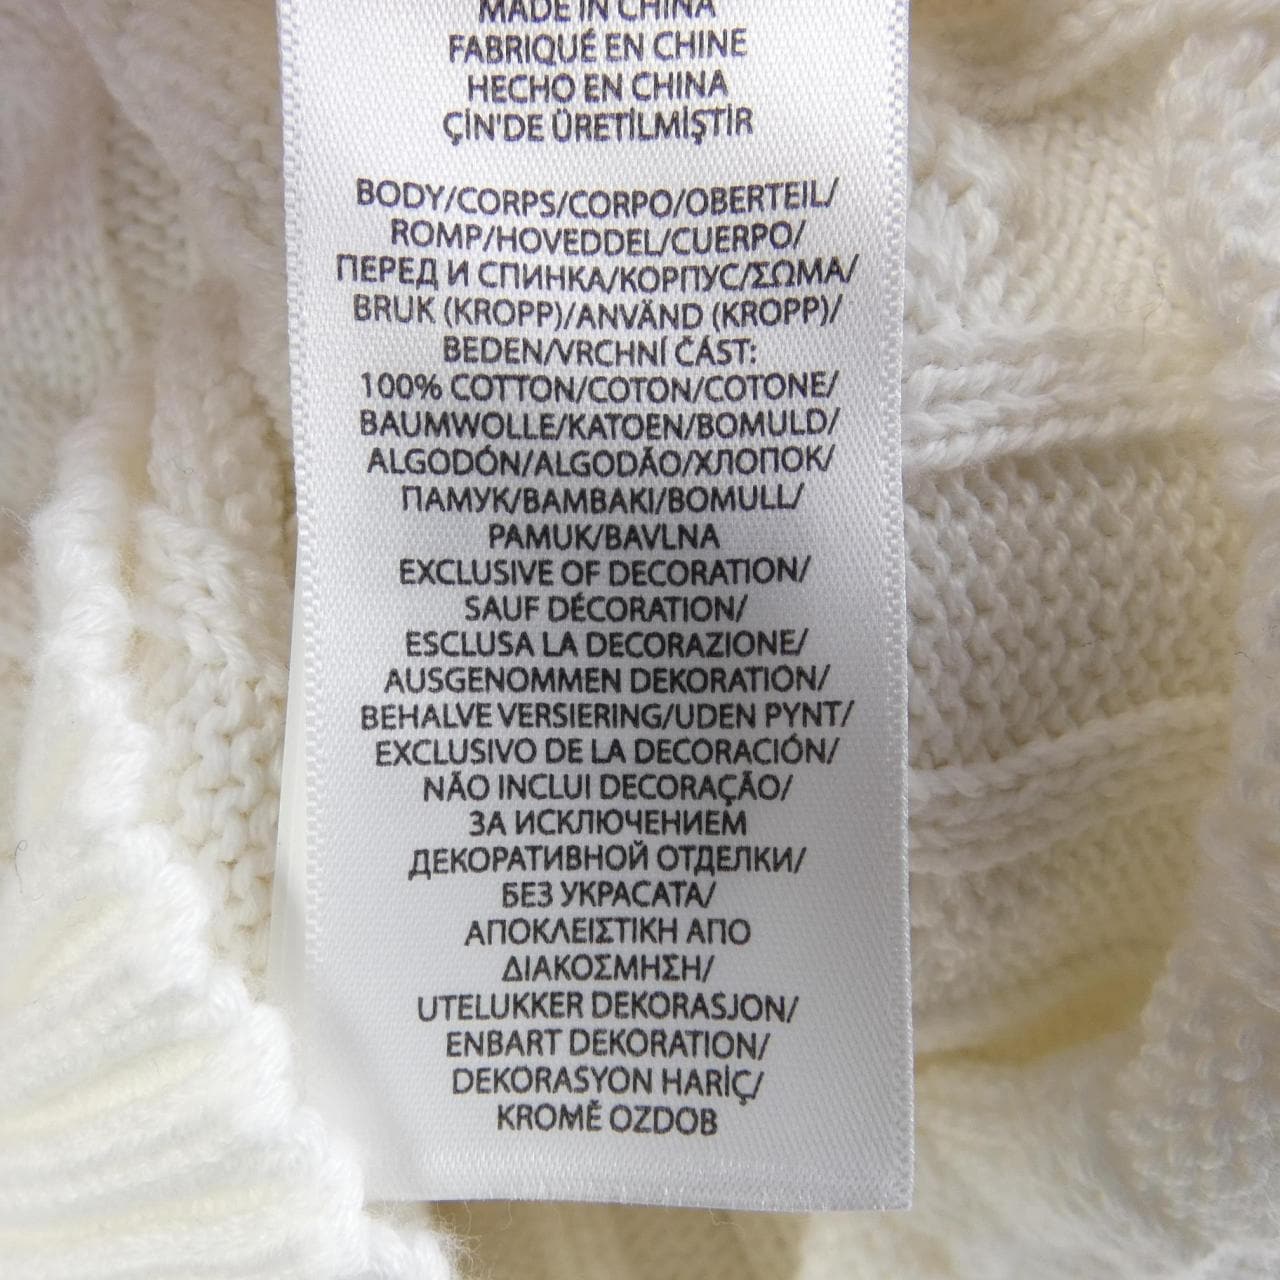 MADE IN CHINA
FABRIQUÉ EN CHINE
HECHO EN CHINA
ÇİN'DE ÜRETİLMİŞTİR
BODY/CORPS/CORPO/OBERTEIL/
ROMP/HOVEDDEL/CUERPO/
ПЕРЕД И СПИНКА/КОРПУС/ΣΩΜΑ/
BRUK (KROPP)/ANVÄND (KROPP)/
BEDEN/VRCHNÍ ČÁST:
100% COTTON/COTON/COTONE/
BAUMWOLLE/KATOEN/BOMULD/
ALGODÓN/ALGODÃO/ХЛОПОК/
ПАМУК/BAMBAKI/BOMULL/
PAMUK/BAVLNA
EXCLUSIVE OF DECORATION/
SAUF DÉCORATION/
ESCLUSA LA DECORAZIONE/
AUSGENOMMEN DEKORATION/
BEHALVE VERSIERING/UDEN PYNT/
EXCLUSIVO DE LA DECORACIÓN/
NÃO INCLUI DECORAÇÃO/
ЗА ИСКЛЮЧЕНИЕМ
ДЕКОРАТИВНОЙ ОТДЕЛКИ/
БЕЗ УКРАСАТА/
ΑΠΟΚΛΕΙΣΤΙΚΗ ΑΠΟ
ΔΙΑΚΟΣΜΗΣΗ/
UTELUKKER DEKORASJON/
ENBART DEKORATION/
DEKORASYON HARİÇ/
KROMĚ OZDOB